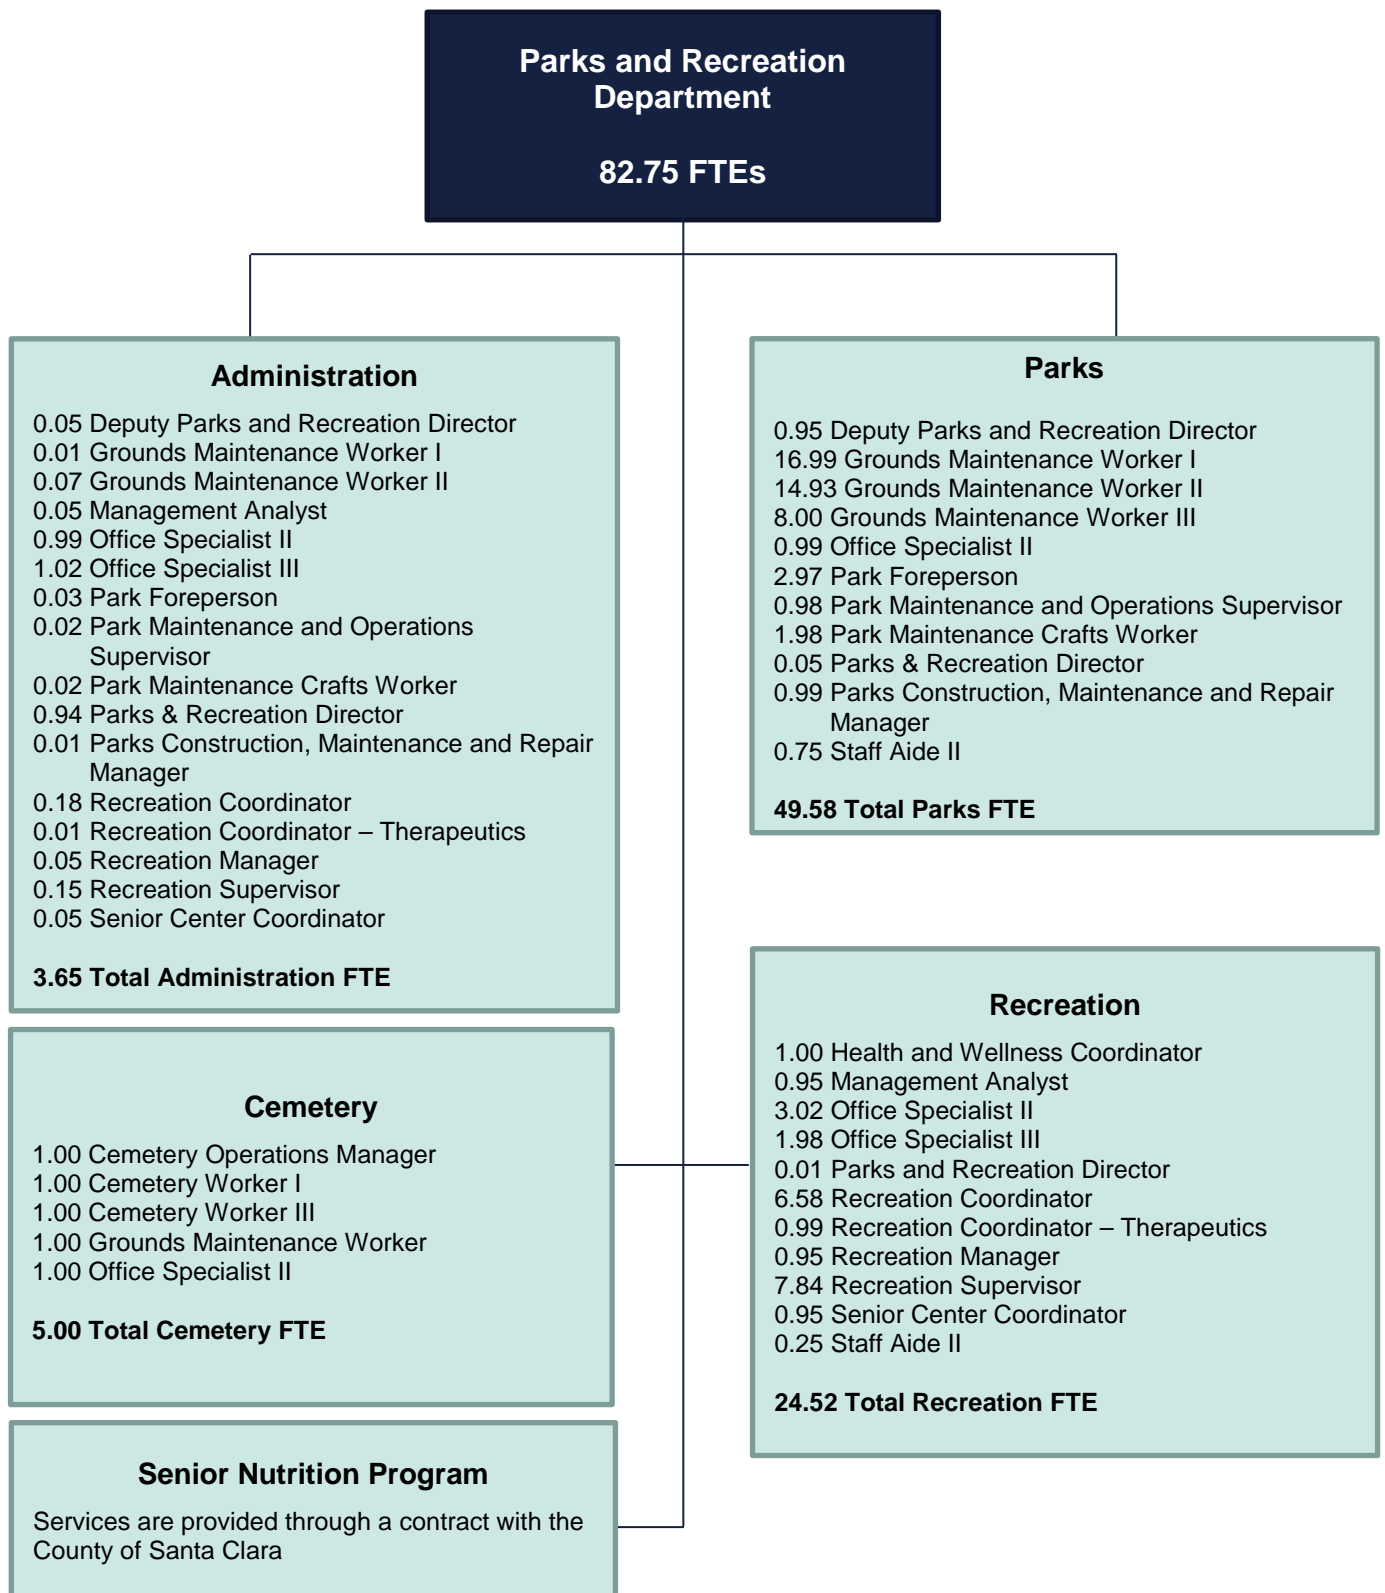 Parks and Recreation
Department
82.75 FTEs
Administration
0.05 Deputy Parks and Recreation Director
0.01 Grounds Maintenance Worker I
0.07 Grounds Maintenance Worker II
0.05 Management Analyst
0.99 Office Specialist II
1.02 Office Specialist III
0.03 Park Foreperson
0.02 Park Maintenance and Operations
Supervisor
0.02 Park Maintenance Crafts Worker
0.94 Parks & Recreation Director
0.01 Parks Construction, Maintenance and Repair
Manager
0.18 Recreation Coordinator
0.01 Recreation Coordinator – Therapeutics
0.05 Recreation Manager
0.15 Recreation Supervisor
0.05 Senior Center Coordinator
3.65 Total Administration FTE
Parks
0.95 Deputy Parks and Recreation Director
16.99 Grounds Maintenance Worker I
14.93 Grounds Maintenance Worker II
8.00 Grounds Maintenance Worker III
0.99 Office Specialist II
2.97 Park Foreperson
0.98 Park Maintenance and Operations Supervisor
1.98 Park Maintenance Crafts Worker
0.05 Parks & Recreation Director
0.99 Parks Construction, Maintenance and Repair
Manager
0.75 Staff Aide II
49.58 Total Parks FTE
Cemetery
1.00 Cemetery Operations Manager
1.00 Cemetery Worker I
1.00 Cemetery Worker III
1.00 Grounds Maintenance Worker
1.00 Office Specialist II
5.00 Total Cemetery FTE
Recreation
1.00 Health and Wellness Coordinator
0.95 Management Analyst
3.02 Office Specialist II
1.98 Office Specialist III
0.01 Parks and Recreation Director
6.58 Recreation Coordinator
0.99 Recreation Coordinator – Therapeutics
0.95 Recreation Manager
7.84 Recreation Supervisor
0.95 Senior Center Coordinator
0.25 Staff Aide II
24.52 Total Recreation FTE
Senior Nutrition Program
Services are provided through a contract with the
County of Santa Clara